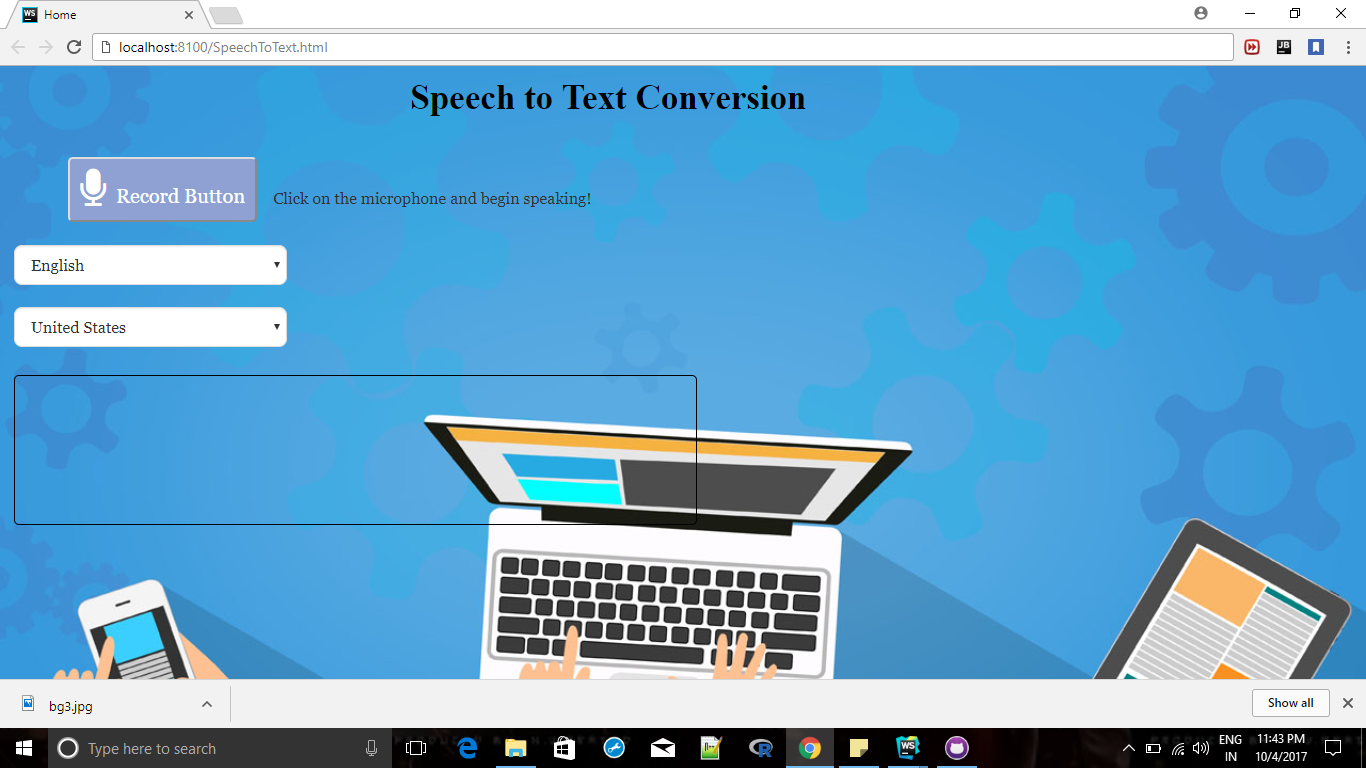 WS Home
localhost:8100/SpeechToText.html
JB
Speech to Text Conversion
Record Button Click on the microphone and begin speaking!
English
United States
bg3.jpg
Show all
Type here to search
WS
ENG 11:43 PM
IN 10/4/2017